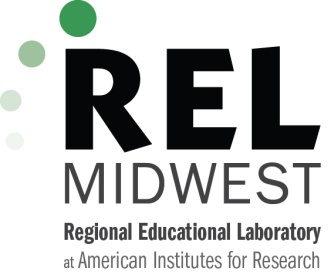 REL
MIDWEST
Regional Educational Laboratory
at American Institutes for Research